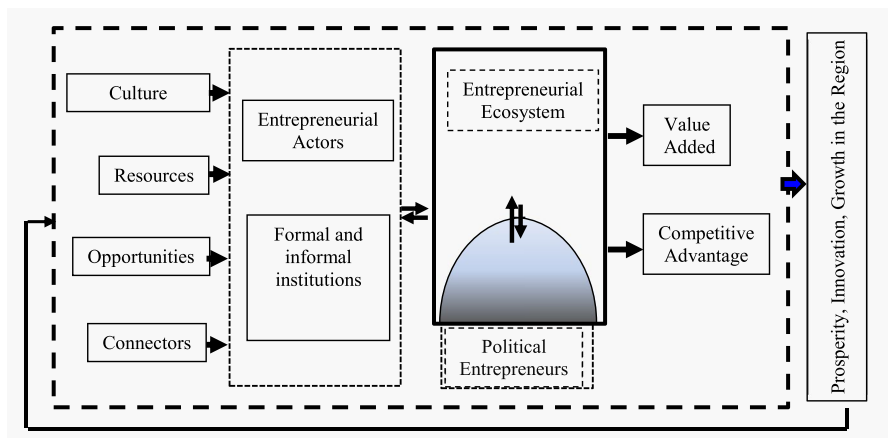 Culture
Resources
Opportunities
Connectors
Entrepreneurial
Actors
Formal and
informal
institutions
Entrepreneurial
Ecosystem
Political
Entrepreneurs
Value
Added
Competitive
Advantage
Prosperity, Innovation, Growth in the Region